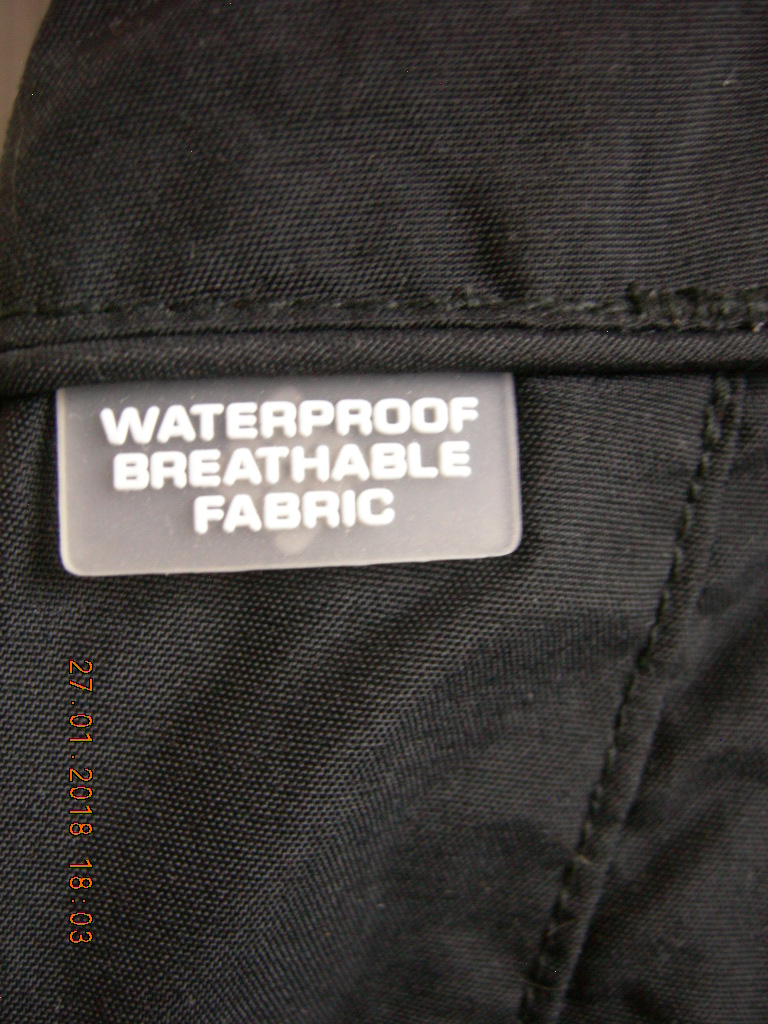 WATERPROOF
BREATHABLE
FABRIC
27.01.2018 18:03